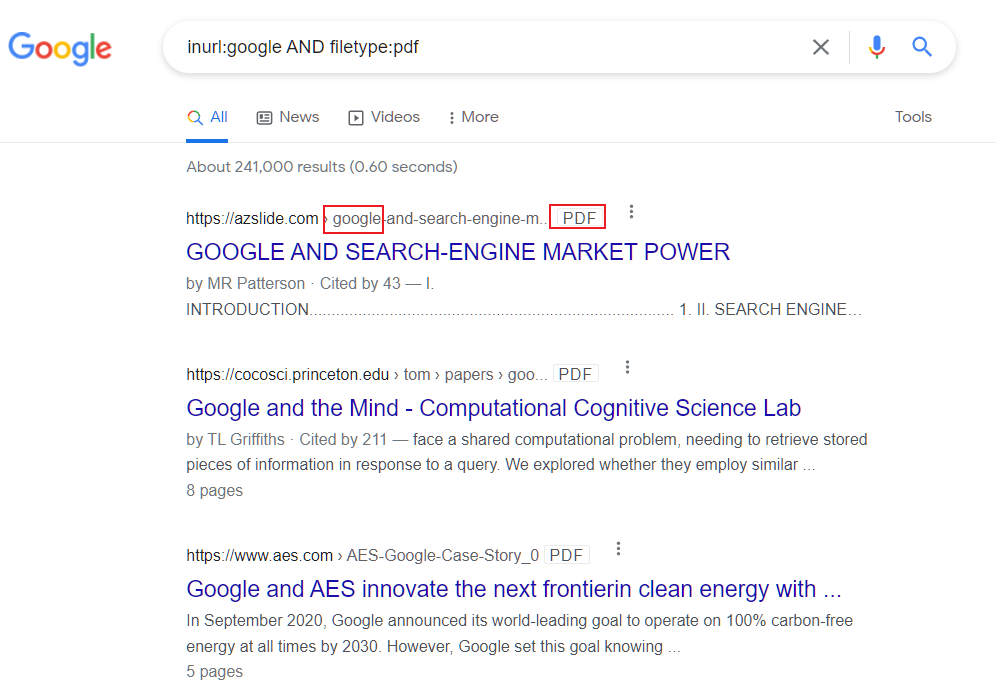 Google
inurl:google AND filetype:pdf
All News Videos More Tools
About 241,000 results (0.60 seconds)
https://azslide.com › google-and-search-engine-m... PDF
GOOGLE AND SEARCH-ENGINE MARKET POWER
by MR Patterson · Cited by 43 — I.
INTRODUCTION.................................................................................. 1. II. SEARCH ENGINE…
https://cocosci.princeton.edu › tom › papers › goo... PDF
Google and the Mind - Computational Cognitive Science Lab
by TL Griffiths · Cited by 211 — face a shared computational problem, needing to retrieve stored
pieces of information in response to a query. We explored whether they employ similar ...
8 pages
https://www.aes.com › AES-Google-Case-Story_0 PDF
Google and AES innovate the next frontierin clean energy with ...
In September 2020, Google announced its world-leading goal to operate on 100% carbon-free
energy at all times by 2030. However, Google set this goal knowing ...
5 pages